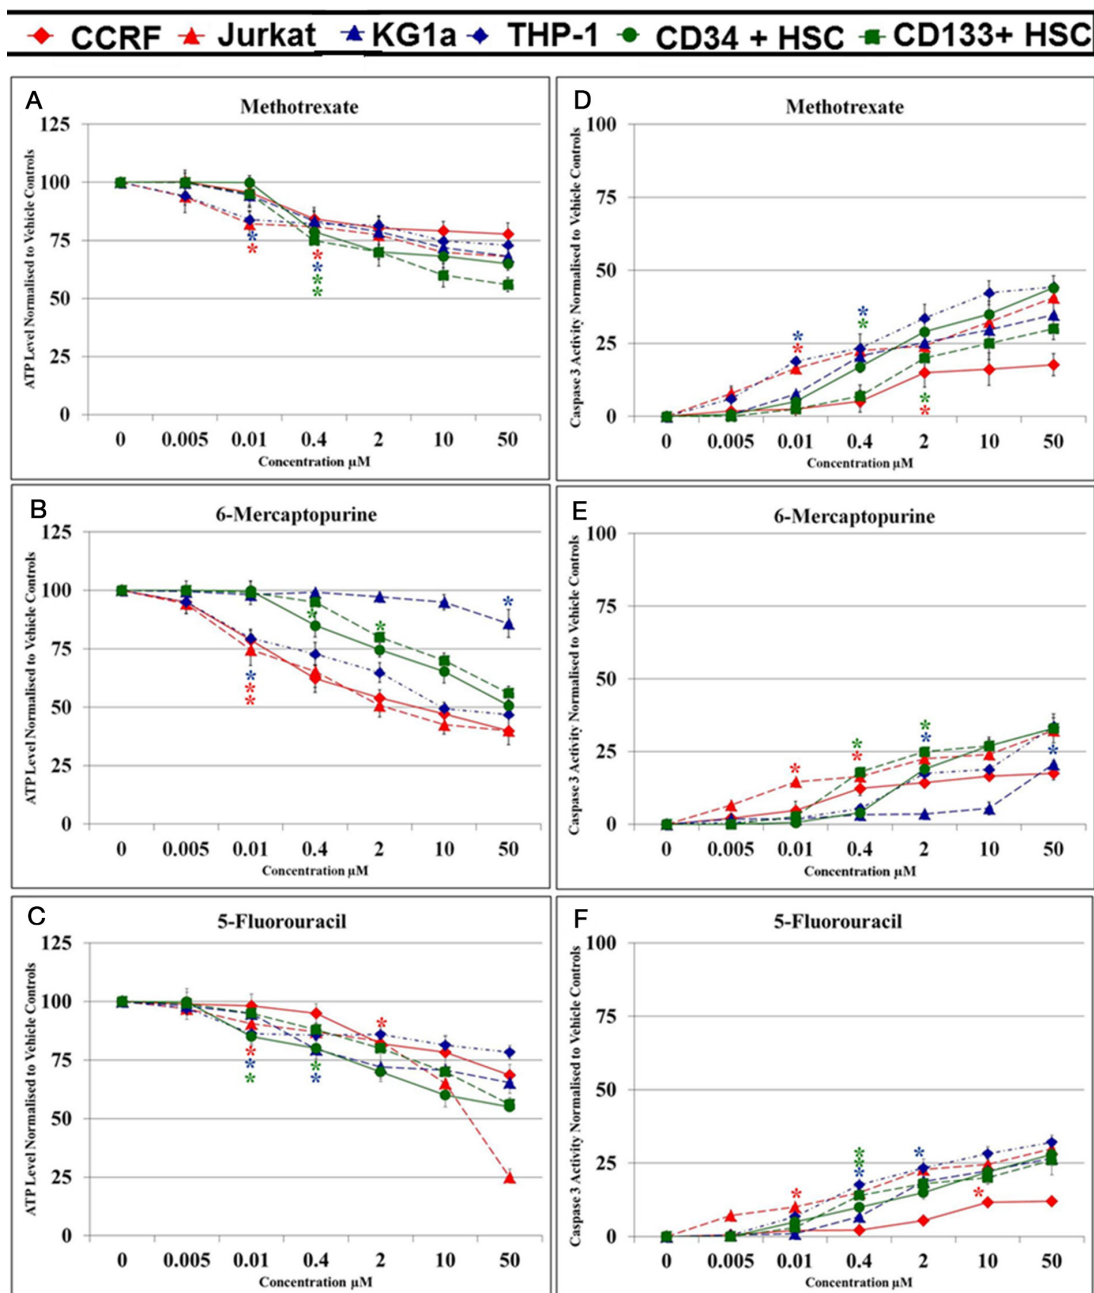 CCRF Jurkat KG1a THP-1 CD34 + HSC CD133+ HSC
A
Methotrexate
ATP Level Normalised to Vehicle Controls
125
100
75
50
25
0
0 0.005 0.01 0.4 2 10 50
Concentration µM
* *
* * * *
D
Methotrexate
Caspase 3 Activity Normalised to Vehicle Controls
100
75
50
25
0
0 0.005 0.01 0.4 2 10 50
Concentration µM
* *
* *
* *
B
6-Mercaptopurine
ATP Level Normalised to Vehicle Controls
125
100
75
50
25
0
0 0.005 0.01 0.4 2 10 50
Concentration µM
* * *
*
*
*
E
6-Mercaptopurine
Caspase 3 Activity Normalised to Vehicle Controls
100
75
50
25
0
0 0.005 0.01 0.4 2 10 50
Concentration µM
*
* *
* *
*
C
5-Fluorouracil
ATP Level Normalised to Vehicle Controls
125
100
75
50
25
0
0 0.005 0.01 0.4 2 10 50
Concentration µM
* * *
* *
*
F
5-Fluorouracil
Caspase 3 Activity Normalised to Vehicle Controls
100
75
50
25
0
0 0.005 0.01 0.4 2 10 50
Concentration µM
*
* * *
*
*